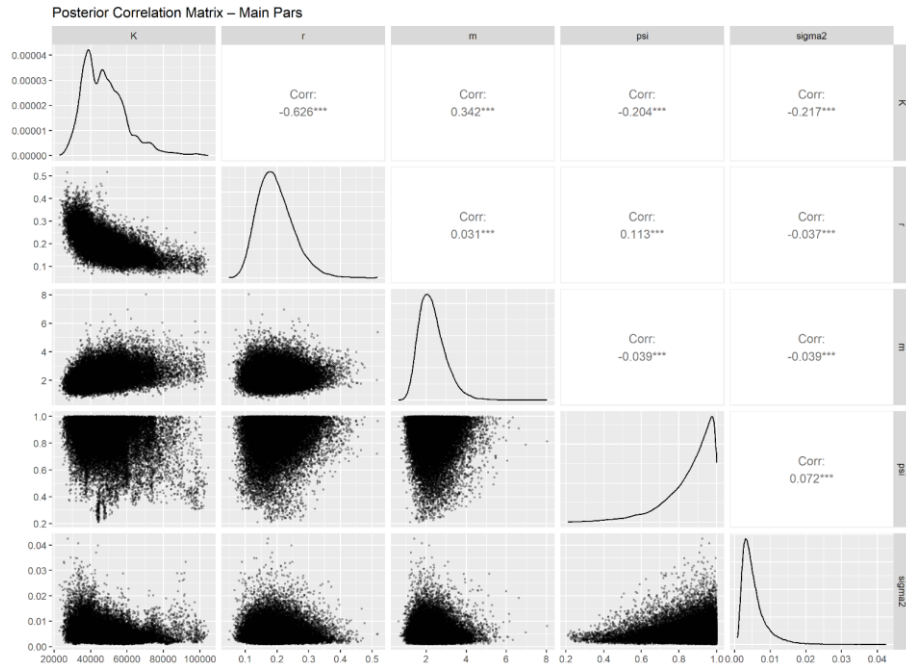 Posterior Correlation Matrix – Main Pars
K r m psi sigma2
0.00004
0.00003
0.00002
0.00001
0.00000
Corr:
-0.626***
Corr:
0.342***
Corr:
-0.204***
Corr:
-0.217***
K
0.5
0.4
0.3
0.2
0.1
Corr:
0.031***
Corr:
0.113***
Corr:
-0.037***
r
8
6
4
2
Corr:
-0.039***
Corr:
-0.039***
m
1.0
0.8
0.6
0.4
0.2
Corr:
0.072***
psi
0.04
0.03
0.02
0.01
0.00
sigma2
20000 40000 60000 80000 100000 0.1 0.2 0.3 0.4 0.5 2 4 6 8 0.2 0.4 0.6 0.8 1.0 0.00 0.01 0.02 0.03 0.04